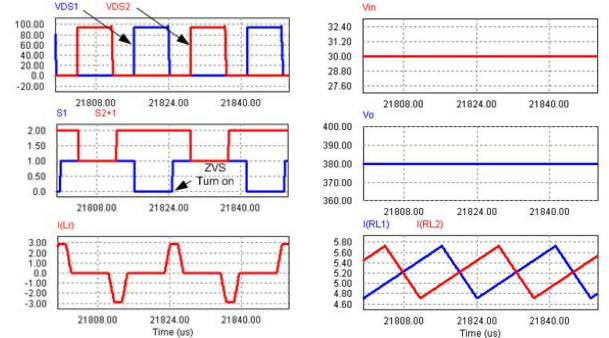 VDS1 VDS2
100.00
80.00
60.00
40.00
20.00
0.0
-20.00
21808.00 21824.00 21840.00
S1 S2+1
2.00
1.50
1.00
0.50
0.0
ZVS
Turn on
21808.00 21824.00 21840.00
I(Lr)
3.00
2.00
1.00
0.0
-1.00
-2.00
-3.00
21808.00 21824.00 21840.00
Time (us)
Vin
32.40
31.20
30.00
28.80
27.60
21808.00 21824.00 21840.00
Vo
400.00
390.00
380.00
370.00
360.00
21808.00 21824.00 21840.00
I(RL1) I(RL2)
5.80
5.60
5.40
5.20
5.00
4.80
4.60
21808.00 21824.00 21840.00
Time (us)